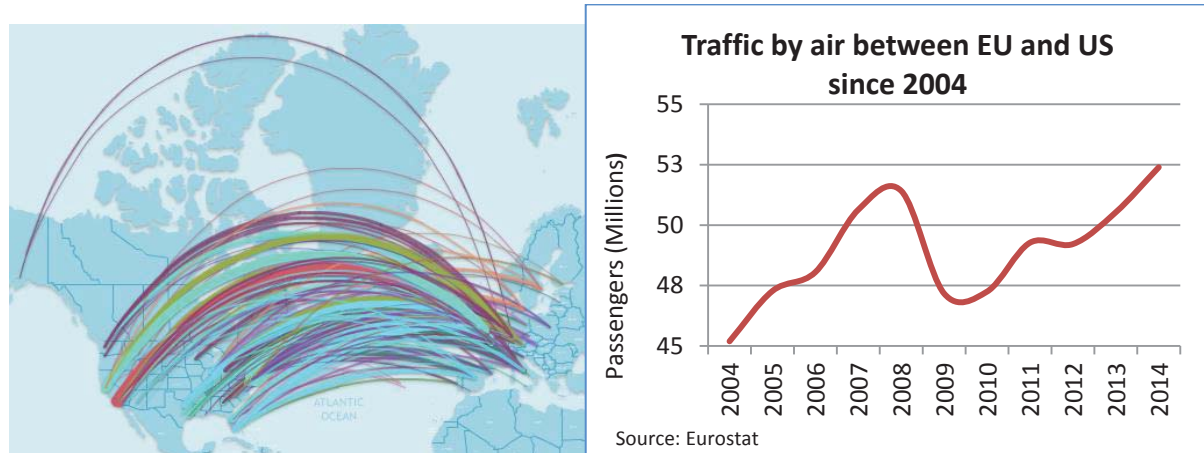 ATLANTIC
OCEAN
Traffic by air between EU and US
since 2004
Passengers (Millions)
55
53
50
48
45
2004
2005
2006
2007
2008
2009
2010
2011
2012
2013
2014
Source: Eurostat